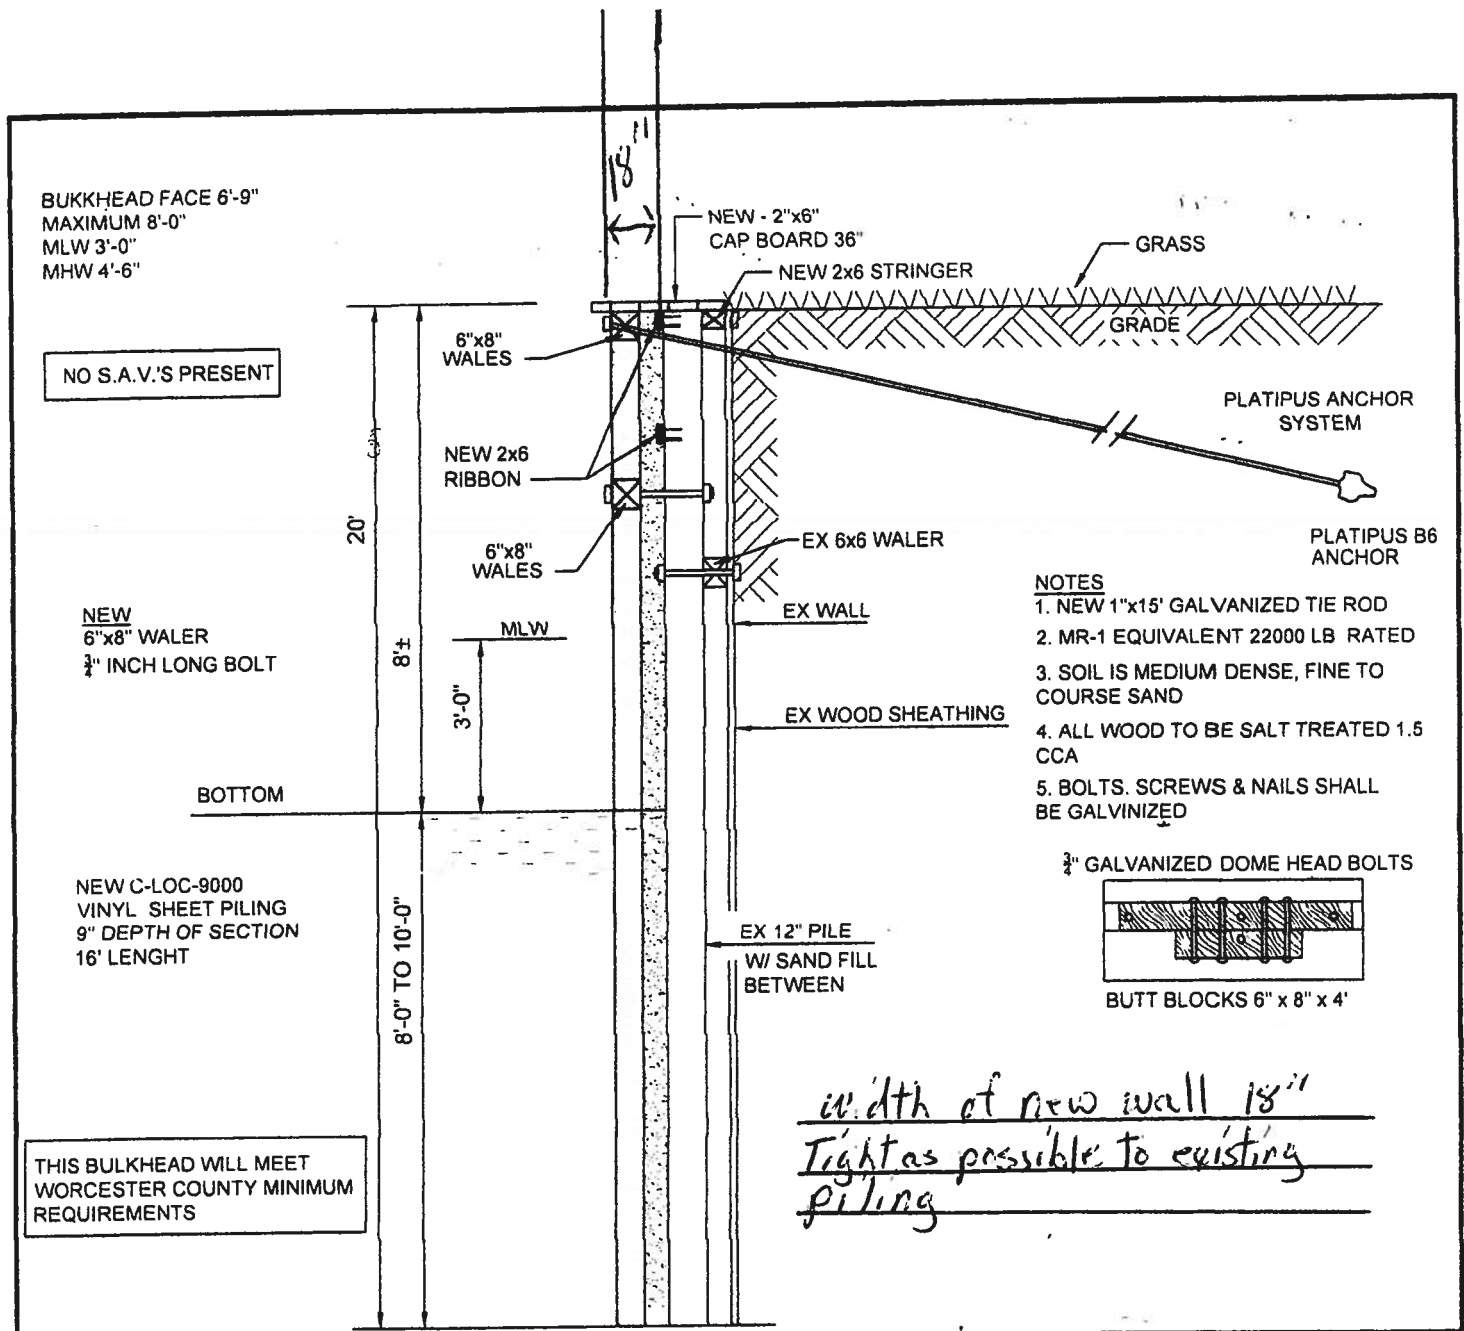 18"
BUKKHEAD FACE 6'-9"
MAXIMUM 8'-0"
MLW 3'-0"
MHW 4'-6"
NEW - 2"x6"
CAP BOARD 36"
GRASS
NEW 2x6 STRINGER
GRADE
6"x8"
WALES
NO S.A.V.'S PRESENT
PLATIPUS ANCHOR
SYSTEM
NEW 2x6
RIBBON
20'
6"x8"
WALES
EX 6x6 WALER
PLATIPUS B6
ANCHOR
NEW
6"x8" WALER
3/4" INCH LONG BOLT
8'±
MLW
3'-0"
EX WALL
EX WOOD SHEATHING
NOTES
1. NEW 1"x15' GALVANIZED TIE ROD
2. MR-1 EQUIVALENT 22000 LB RATED
3. SOIL IS MEDIUM DENSE, FINE TO
COURSE SAND
4. ALL WOOD TO BE SALT TREATED 1.5
CCA
5. BOLTS. SCREWS & NAILS SHALL
BE GALVINIZED
BOTTOM
3/4" GALVANIZED DOME HEAD BOLTS
BUTT BLOCKS 6" x 8" x 4'
NEW C-LOC-9000
VINYL SHEET PILING
9" DEPTH OF SECTION
16' LENGHT
8'-0" TO 10'-0"
EX 12" PILE
W/ SAND FILL
BETWEEN
width of new wall 18"
Tight as possible to existing
piling
THIS BULKHEAD WILL MEET
WORCESTER COUNTY MINIMUM
REQUIREMENTS